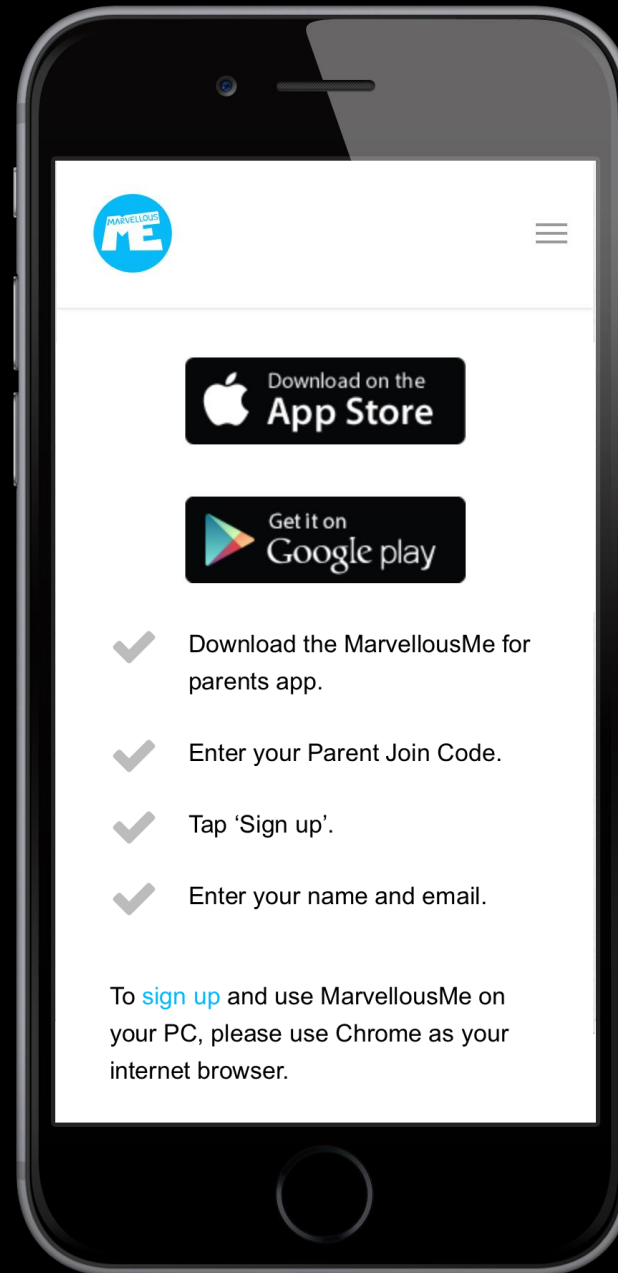 MARVELLOUS
ME
Download on the
App Store
Get it on
Google play
Download the MarvellousMe for
parents app.
Enter your Parent Join Code.
Tap ‘Sign up’.
Enter your name and email.
To sign up and use MarvellousMe on
your PC, please use Chrome as your
internet browser.